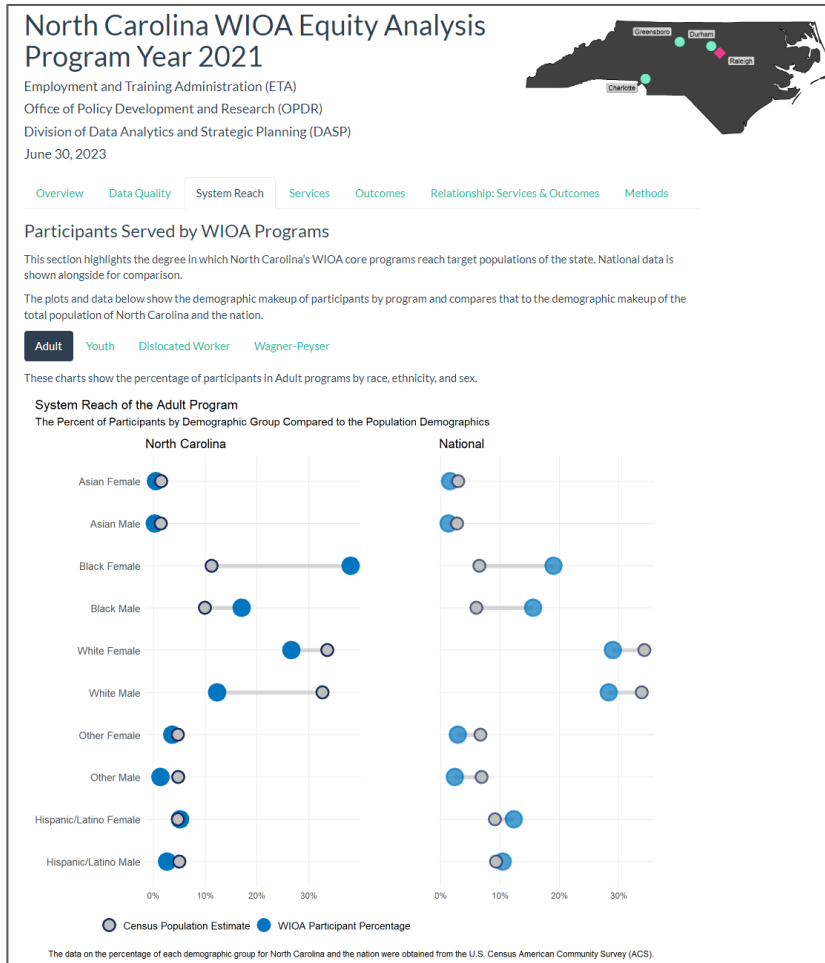 North Carolina WIOA Equity Analysis
Program Year 2021
Employment and Training Administration (ETA)
Office of Policy Development and Research (OPDR)
Division of Data Analytics and Strategic Planning (DASP)
June 30, 2023
Greensboro
Durham
Raleigh
Charlotte
Overview Data Quality System Reach Services Outcomes Relationship: Services & Outcomes Methods
Participants Served by WIOA Programs
This section highlights the degree in which North Carolina's WIOA core programs reach target populations of the state. National data is
shown alongside for comparison.
The plots and data below show the demographic makeup of participants by program and compares that to the demographic makeup of the
total population of North Carolina and the nation.
Adult Youth Dislocated Worker Wagner-Peyser
These charts show the percentage of participants in Adult programs by race, ethnicity, and sex.
System Reach of the Adult Program
The Percent of Participants by Demographic Group Compared to the Population Demographics
North Carolina National
Asian Female
Asian Male
Black Female
Black Male
White Female
White Male
Other Female
Other Male
Hispanic/Latino Female
Hispanic/Latino Male
0% 10% 20% 30% 0% 10% 20% 30%
Census Population Estimate WIOA Participant Percentage
The data on the percentage of each demographic group for North Carolina and the nation were obtained from the U.S. Census American Community Survey (ACS).